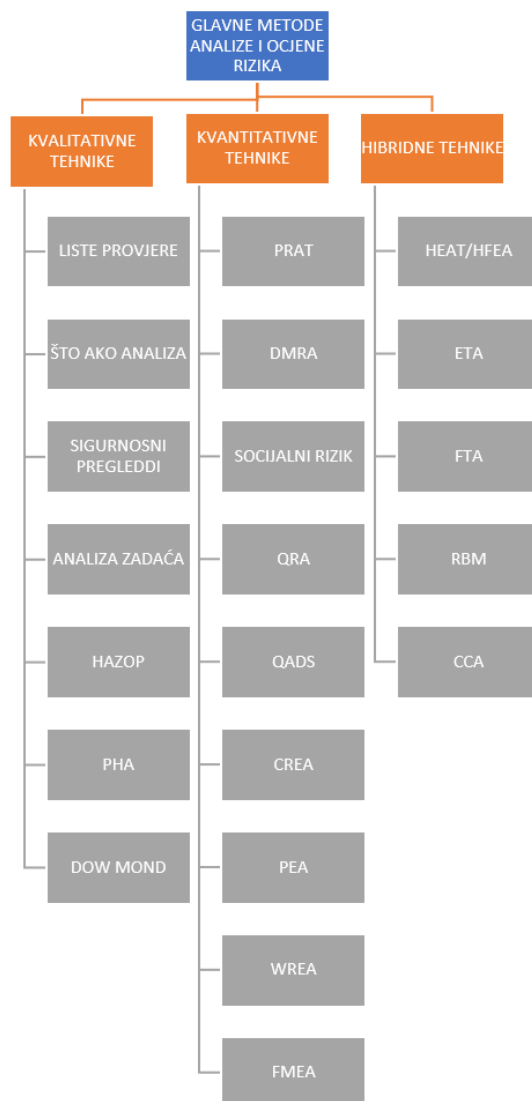 GLAVNE METODE
ANALIZE I OCJENE
RIZIKA
KVALITATIVNE
TEHNIKE
KVANTITATIVNE
TEHNIKE
HIBRIDNE TEHNIKE
LISTE PROVJERE
ŠTO AKO ANALIZA
SIGURNOSNI
PREGLEDDI
ANALIZA ZADAĆA
HAZOP
PHA
DOW MOND
PRAT
DMRA
SOCIJALNI RIZIK
QRA
QADS
CREA
PEA
WREA
FMEA
HEAT/HFEA
ETA
FTA
RBM
CCA